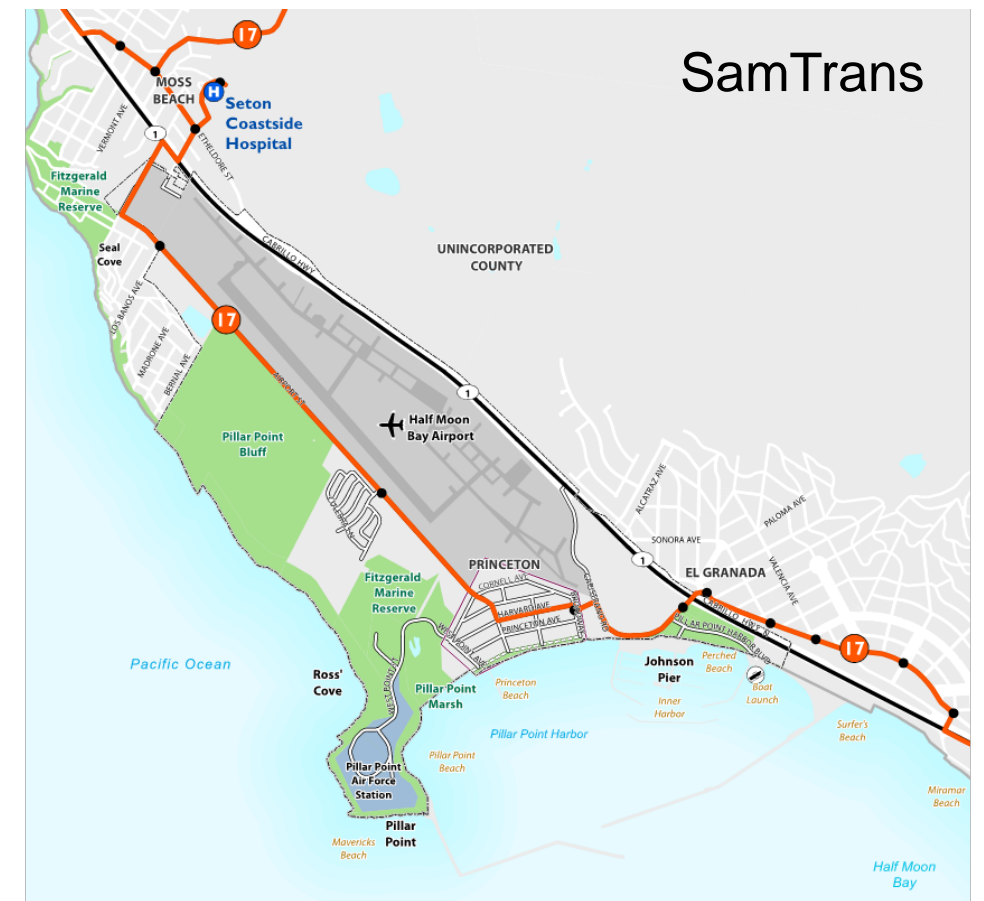 SamTrans
17
MOSS
BEACH
Seton
Coastside
Hospital
H
VERMONT AVE
1
ETHELDORE ST
Fitzgerald
Marine
Reserve
Seal
Cove
CABRILLO HWY
UNINCORPORATED
COUNTY
LOS BANOS AVE
MADRONE AVE
BERNAL AVE
17
AIRPORT ST
1
Half Moon
Bay Airport
Pillar Point
Bluff
ALCATRAZ AVE
PALOMA AVE
SONORA AVE
1
VALENCIA AVE
EL GRANADA
PRINCETON
CORNELL AVE
HARVARD AVE
PRINCETON AVE
BROADWAY
CAPISTRANO RD
CABRILLO HWY N
PILLAR POINT HARBOR BLVD
17
Fitzgerald
Marine
Reserve
WEST POINT AVE
WEST POINT
Pacific Ocean
Ross'
Cove
Pillar Point
Marsh
Princeton
Beach
Johnson
Pier
Perched
Beach
Boat
Launch
Inner
Harbor
Surfer's
Beach
Pillar Point Harbor
Pillar Point
Beach
Pillar Point
Air Force
Station
Pillar
Point
Mavericks
Beach
Miramar
Beach
Half Moon
Bay